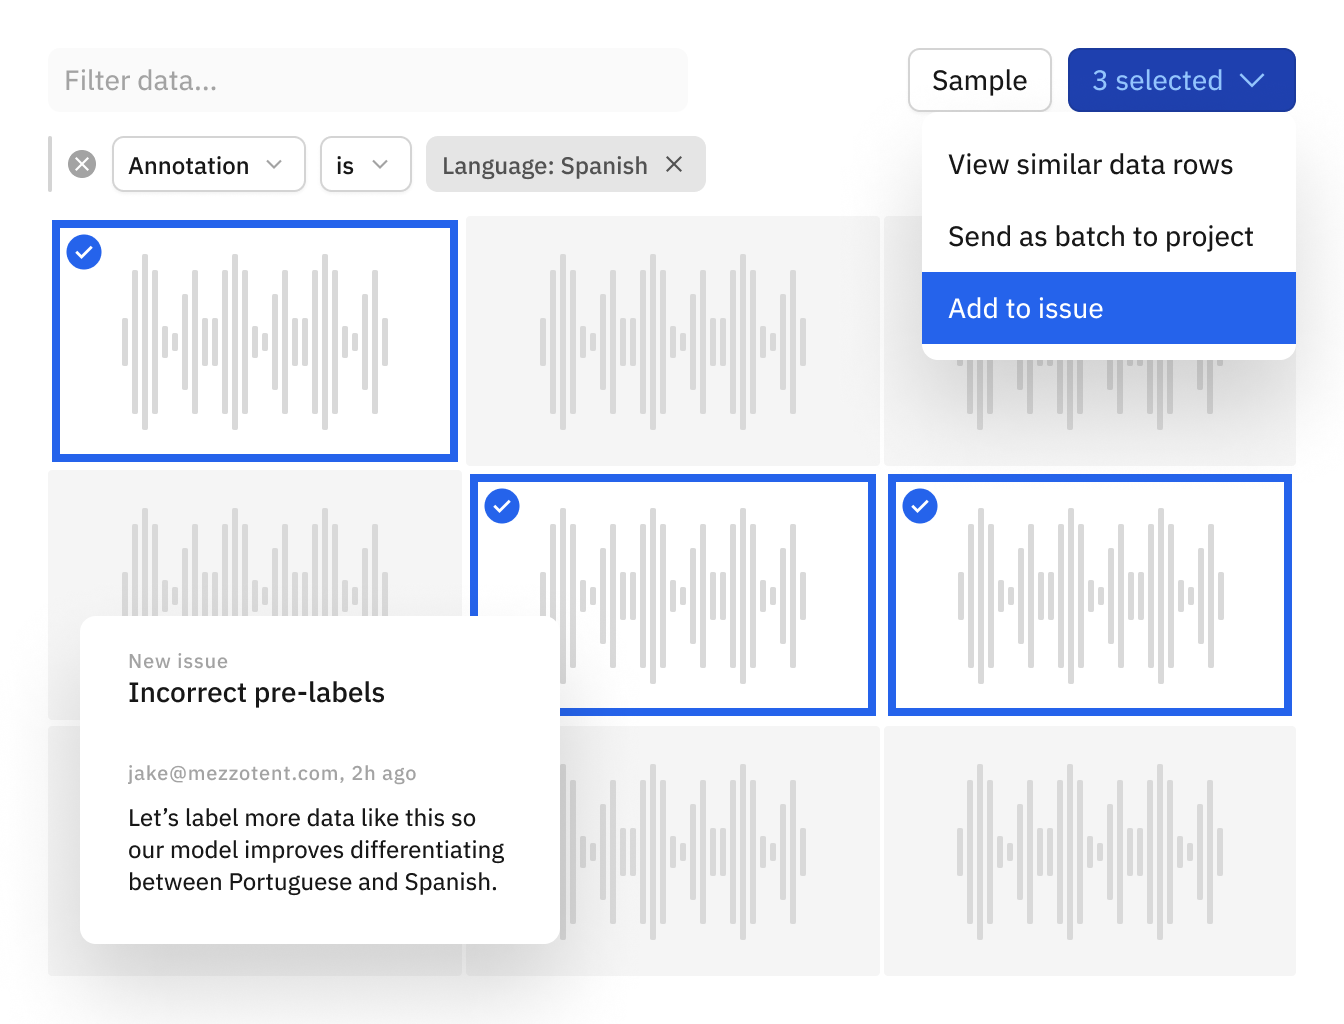 Filter data...
Sample
3 selected
Annotation
is
Language: Spanish
View similar data rows
Send as batch to project
Add to issue
New issue
Incorrect pre-labels
jake@mezzotent.com, 2h ago
Let’s label more data like this so
our model improves differentiating
between Portuguese and Spanish.